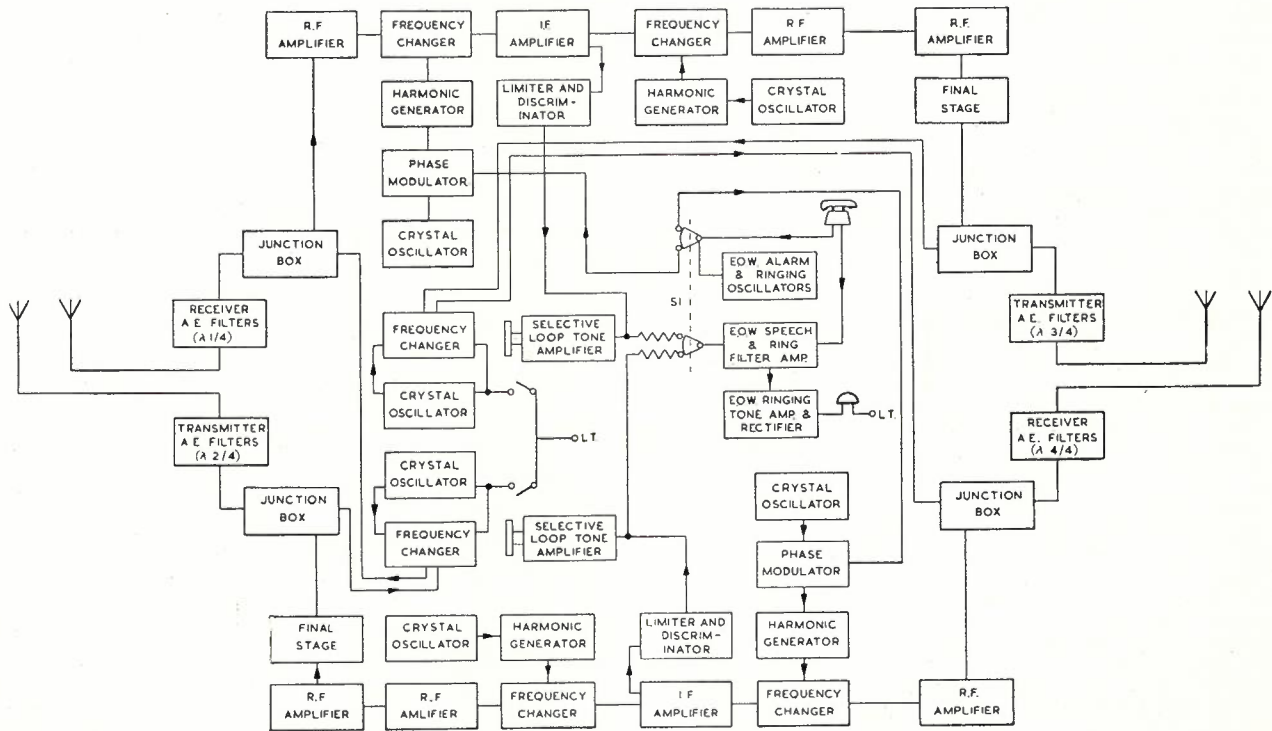 R.F.
AMPLIFIER
FREQUENCY
CHANGER
I.F.
AMPLIFIER
FREQUENCY
CHANGER
R.F
AMPLIFIER
R.F.
AMPLIFIER
HARMONIC
GENERATOR
LIMITER AND
DISCRIM-
INATOR
HARMONIC
GENERATOR
CRYSTAL
OSCILLATOR
FINAL
STAGE
PHASE
MODULATOR
CRYSTAL
OSCILLATOR
JUNCTION
BOX
JUNCTION
BOX
E.O.W. ALARM
& RINGING
OSCILLATORS
S1
RECEIVER
A.E. FILTERS
(λ 1/4)
TRANSMITTER
A.E. FILTERS
(λ 3/4)
FREQUENCY
CHANGER
SELECTIVE
LOOP TONE
AMPLIFIER
E.O.W. SPEECH
& RING
FILTER AMP.
CRYSTAL
OSCILLATOR
E.O.W. RINGING
TONE AMP. &
RECTIFIER
L.T.
L.T.
TRANSMITTER
A.E. FILTERS
(λ 2/4)
RECEIVER
A.E. FILTERS
(λ 4/4)
CRYSTAL
OSCILLATOR
CRYSTAL
OSCILLATOR
JUNCTION
BOX
JUNCTION
BOX
FREQUENCY
CHANGER
SELECTIVE
LOOP TONE
AMPLIFIER
PHASE
MODULATOR
FINAL
STAGE
CRYSTAL
OSCILLATOR
HARMONIC
GENERATOR
LIMITER AND
DISCRIM-
INATOR
HARMONIC
GENERATOR
R.F
AMPLIFIER
R.F
AMLIFIER
FREQUENCY
CHANGER
I.F
AMPLIFIER
FREQUENCY
CHANGER
R.F.
AMPLIFIER